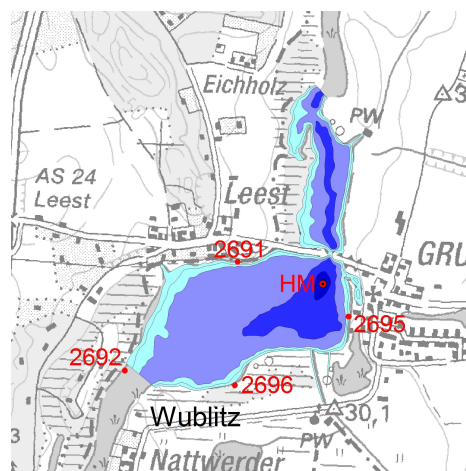 Eichholz
PW
3
AS 24
Leest
Leest
2691
GRU
HM
2695
2692
2696
Wublitz
30,1
3
PW
Nattwerder